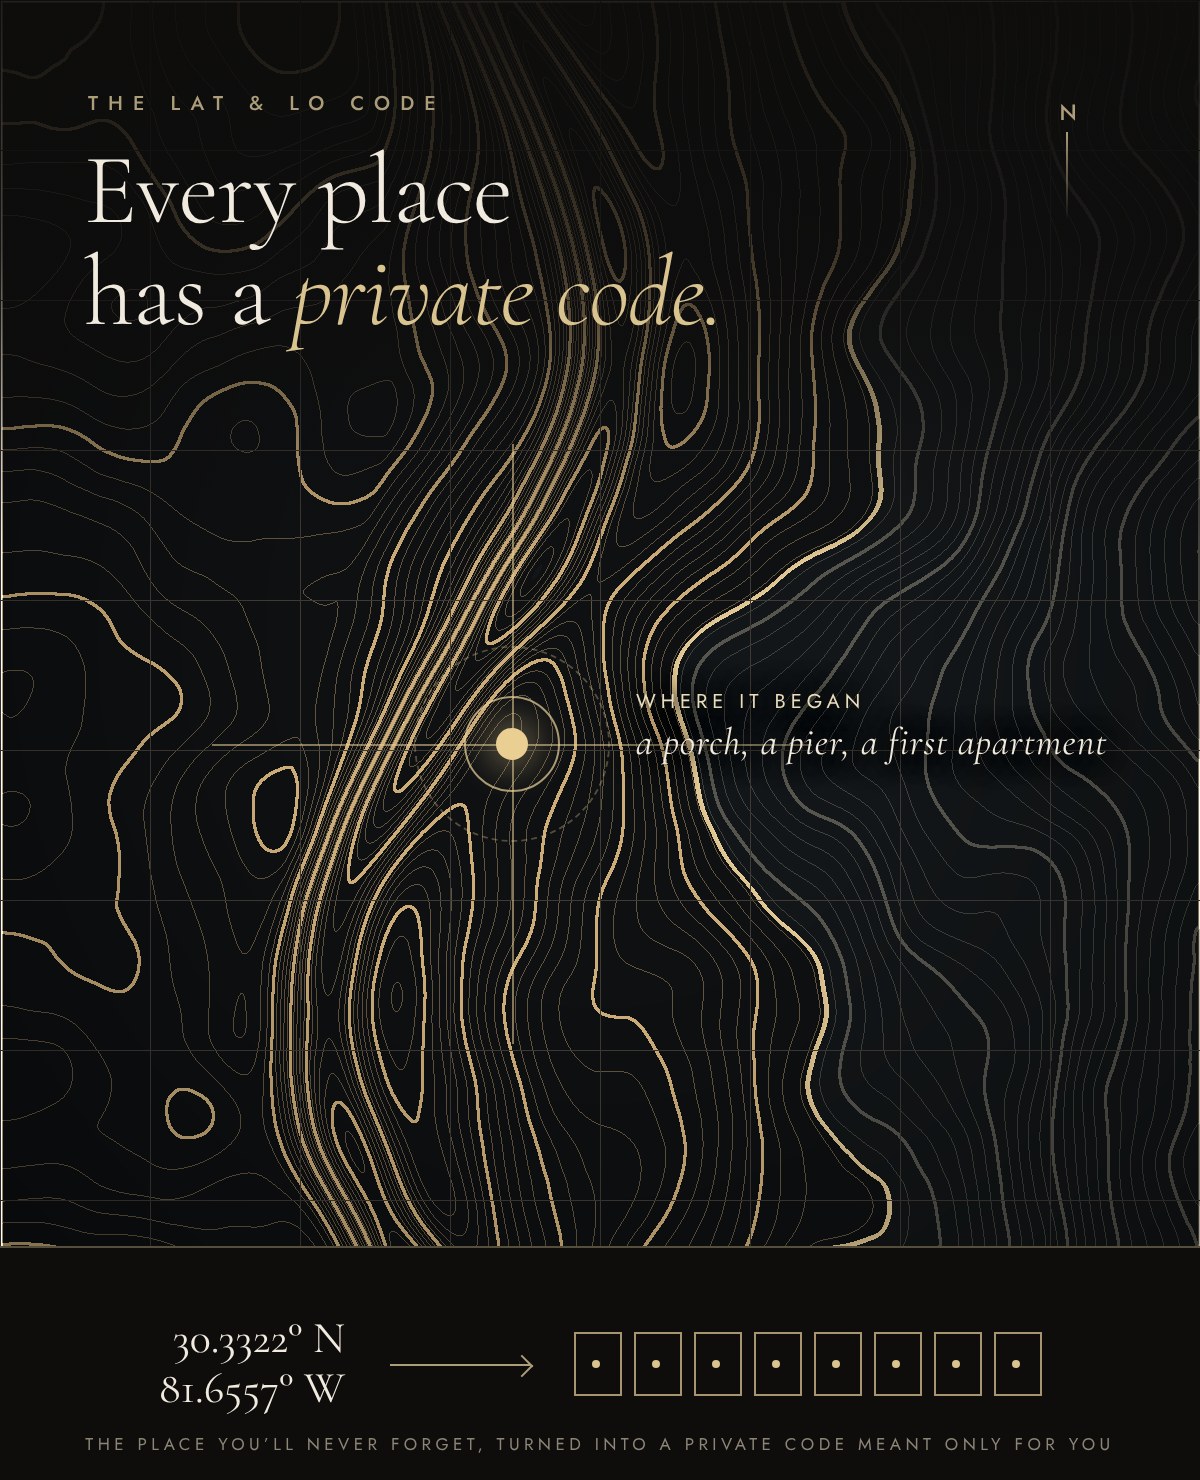 THE LAT & LO CODE
N
Every place
has a private code.
WHERE IT BEGAN
a porch, a pier, a first apartment
30.3322° N
81.6557° W
THE PLACE YOU’LL NEVER FORGET, TURNED INTO A PRIVATE CODE MEANT ONLY FOR YOU